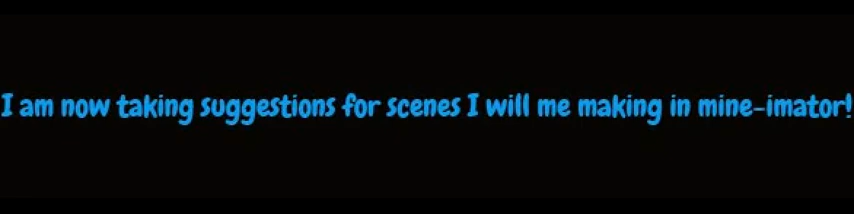 I am now taking suggestions for scenes I will me making in mine-imator!